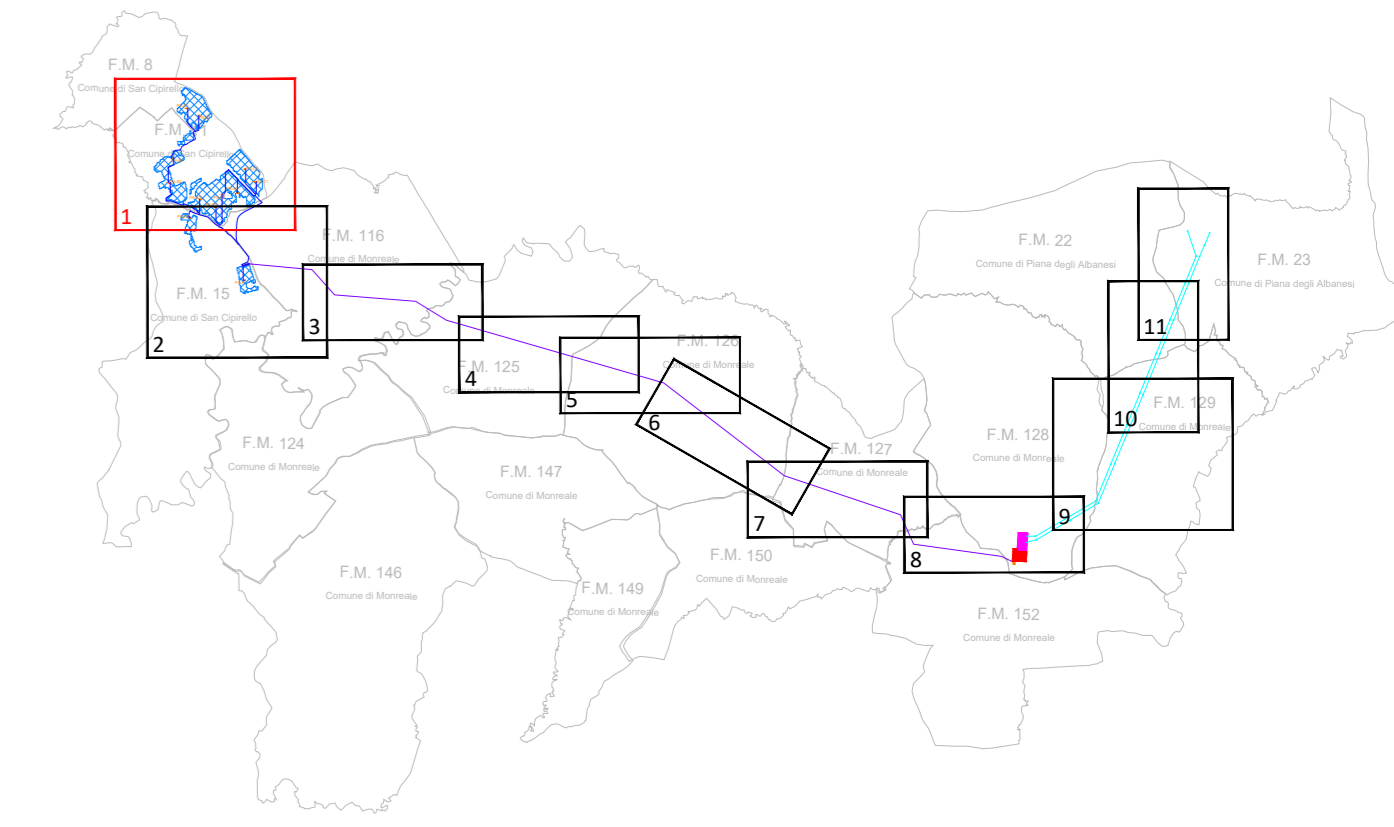 F.M. 8
Comune di San Cipirello
F.M. 11
Comune di San Cipirello
1
F.M. 116
Comune di Monreale
F.M. 15
Comune di San Cipirello
2
3
F.M. 22
Comune di Piana degli Albanesi
F.M. 23
Comune di Piana degli Albanesi
11
F.M. 126
Comune di Monreale
F.M. 125
Comune di Monreale
4
5
6
F.M. 129
Comune di Monreale
10
F.M. 124
Comune di Monreale
F.M. 147
Comune di Monreale
F.M. 127
Comune di Monreale
F.M. 128
Comune di Monreale
7
9
8
F.M. 146
Comune di Monreale
F.M. 149
Comune di Monreale
F.M. 150
Comune di Monreale
F.M. 152
Comune di Monreale